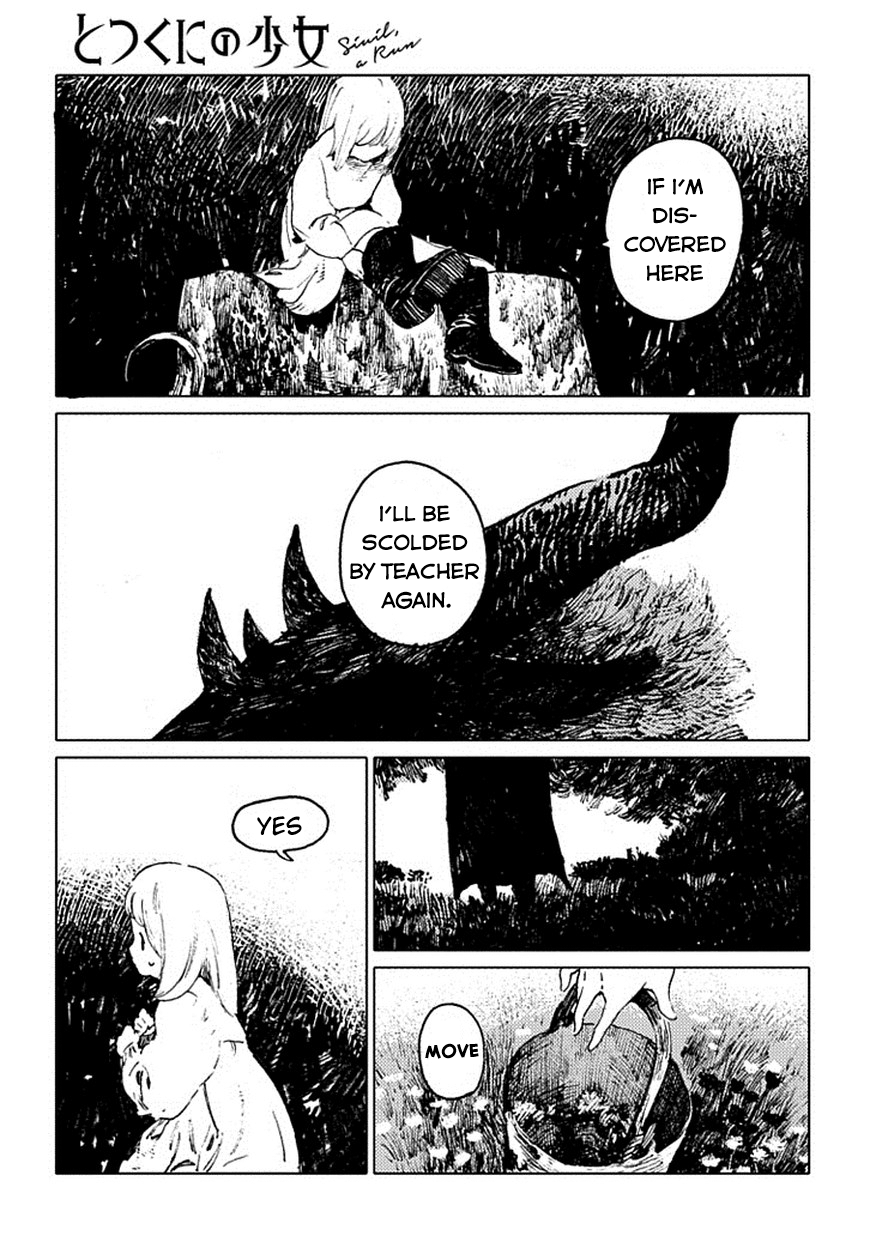 とつくにの少女
Siúil,
a Run
IF I'M
DIS-
COVERED
HERE
I'LL BE
SCOLDED
BY TEACHER
AGAIN.
MOVE
YES